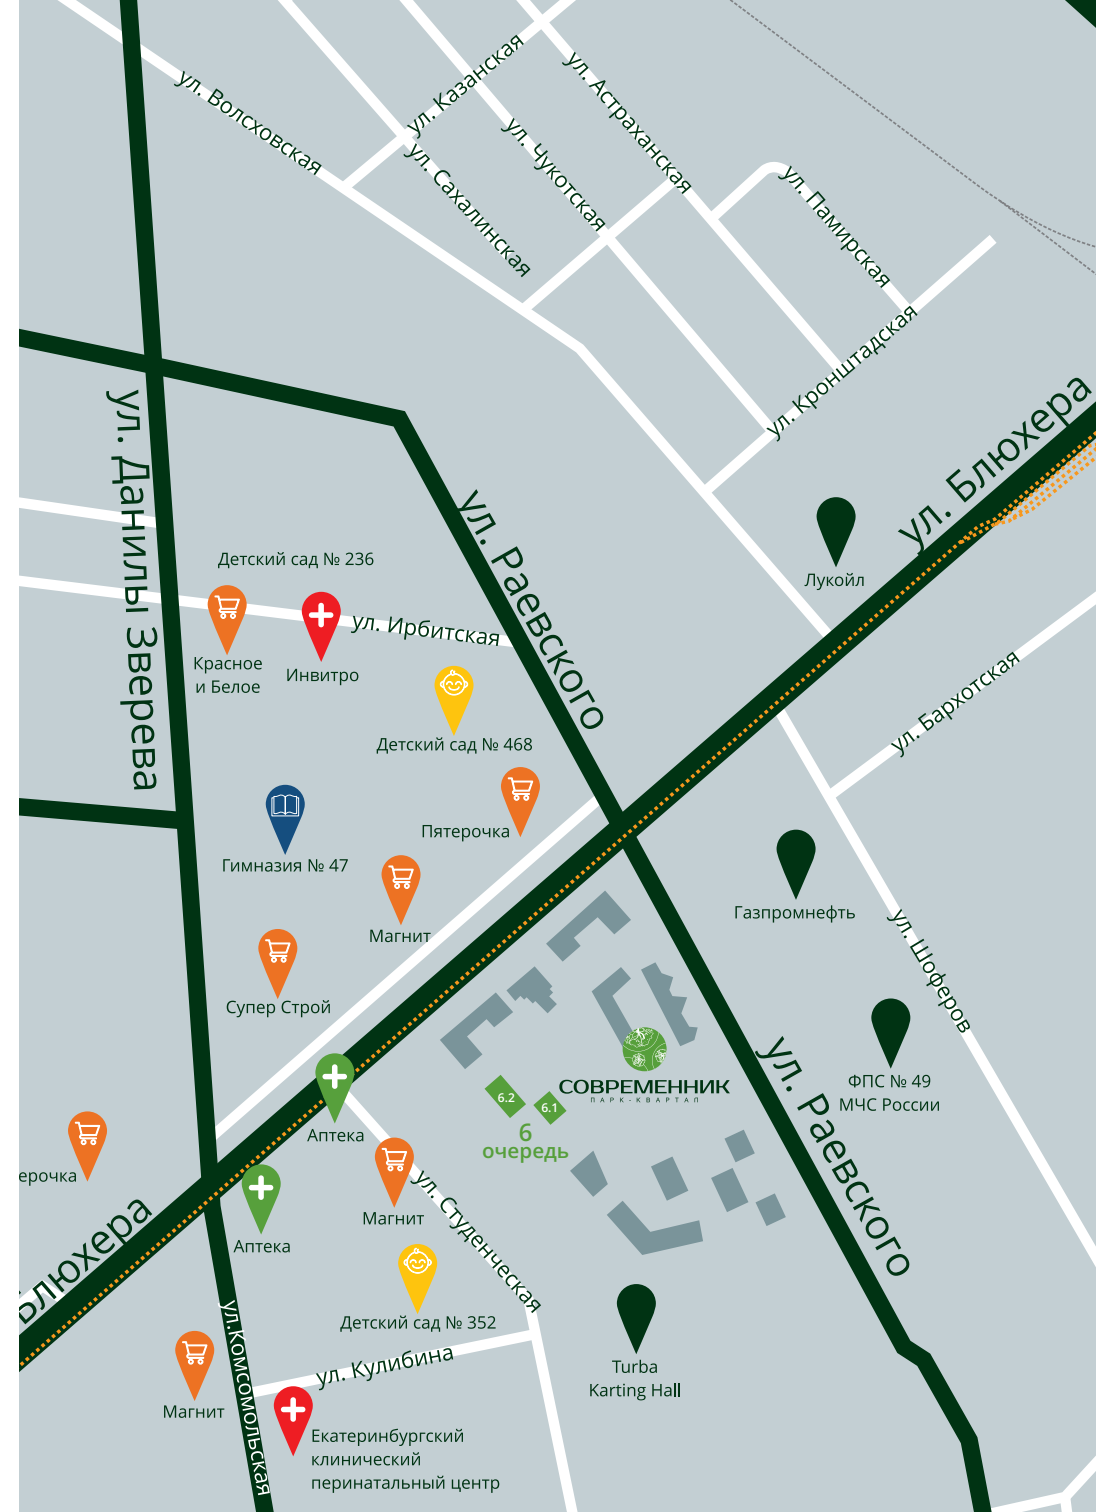 ул. Волсховская
ул. Казанская
ул. Сахалинская
ул. Чукотская
ул. Астраханская
ул. Памирская
ул. Кронштадская
ул. Блюхера
ул. Данилы Зверева
ул. Раевского
Детский сад № 236
Лукойл
ул. Ирбитская
Красное
и Белое
Инвитро
ул. Бархотская
Детский сад № 468
Пятерочка
Гимназия № 47
Магнит
Газпромнефть
ул. Шоферов
Супер Строй
СОВРЕМЕННИК
ПАРК-КВАРТАЛ
ФПС № 49
МЧС России
6.2
6.1
6
очередь
ул. Раевского
Аптека
ерочка
Магнит
ул. Студенческая
Аптека
Блюхера
Детский сад № 352
ул. Кулибина
ул.Комсомольская
Turba
Karting Hall
Магнит
Екатеринбургский
клинический
перинатальный центр